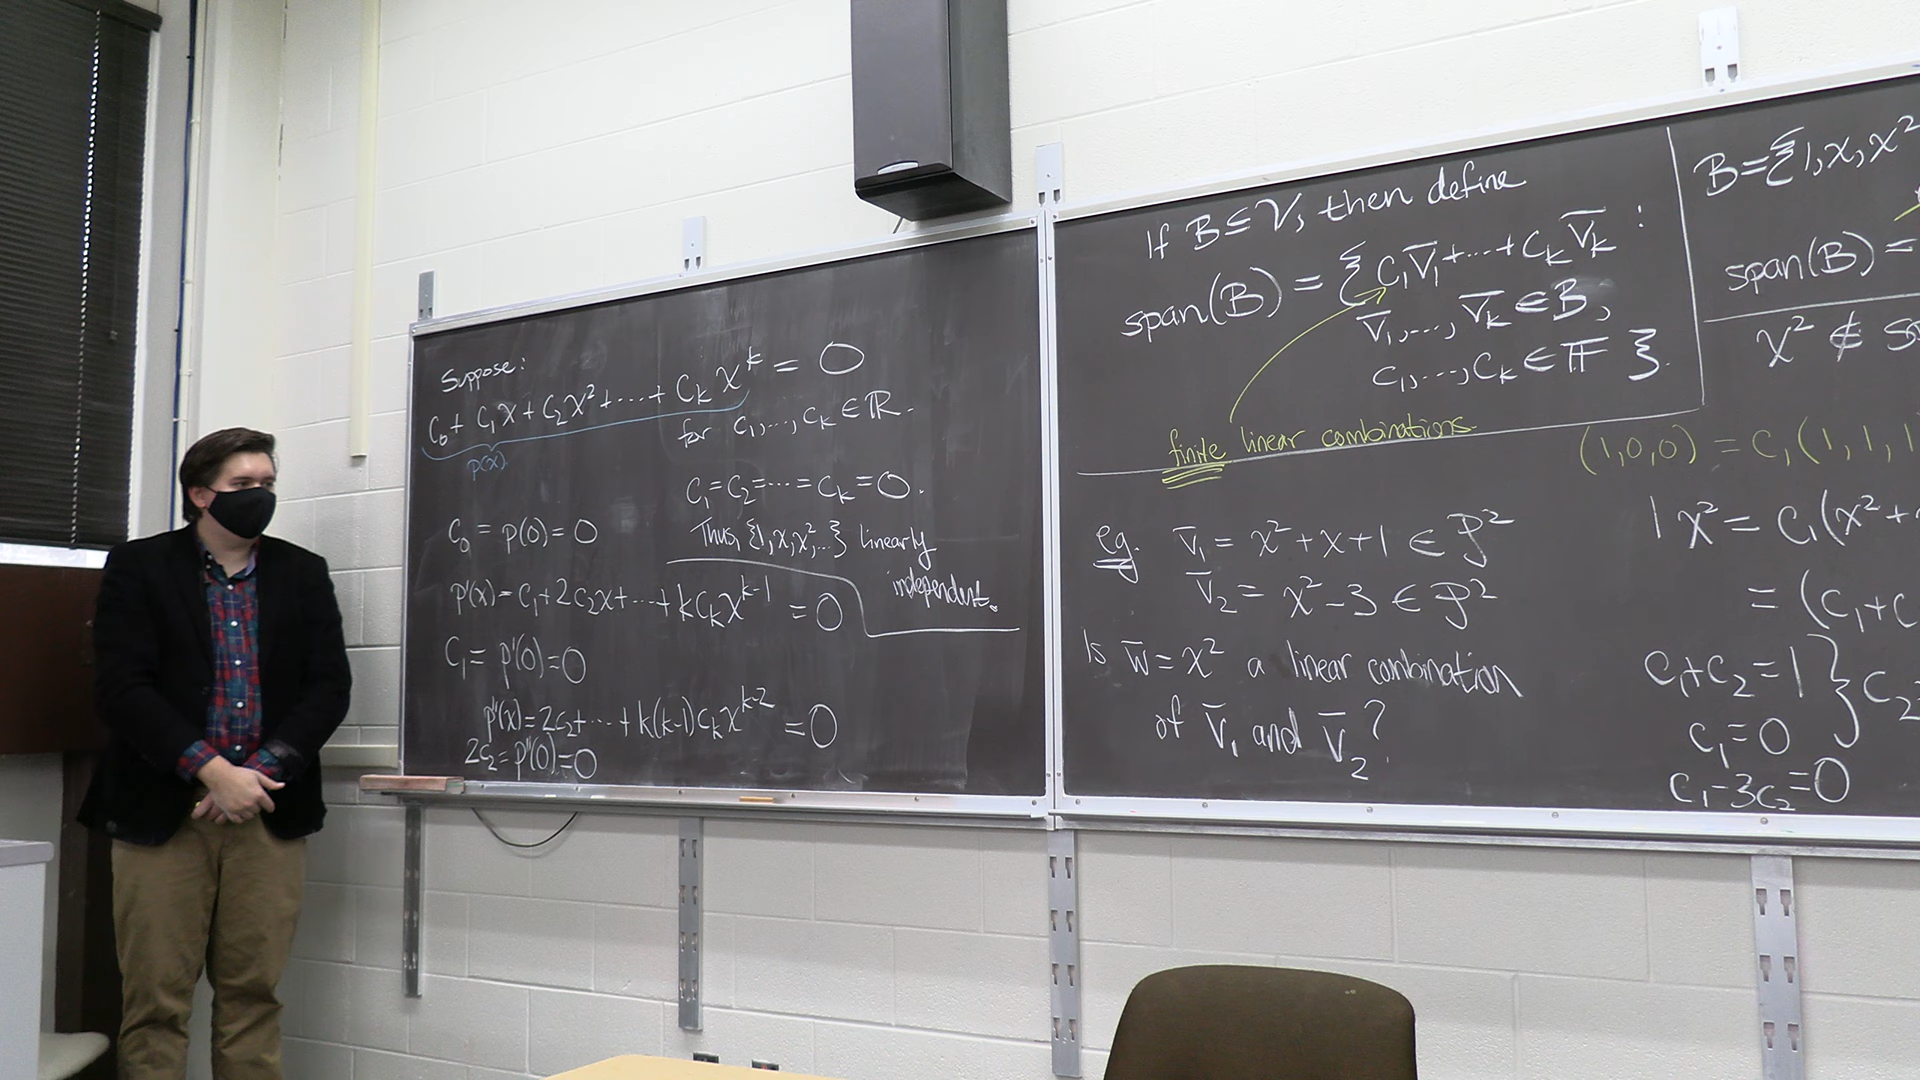 Suppose:
C₀ + C₁x + C₂x² + ... + Cₖxᵏ = 0
p(x)
for C₁,...,Cₖ ∈ ℝ.
C₁ = C₂ = ... = Cₖ = 0.
Thus, {1, x, x², ...} linearly
independent.
C₀ = p(0) = 0
p'(x) = C₁ + 2C₂x + ... + kCₖxᵏ⁻¹ = 0
C₁ = p'(0) = 0
p''(x) = 2C₂ + ... + k(k-1)Cₖxᵏ⁻² = 0
2C₂ = p''(0) = 0
If B ⊆ V, then define
span(B) = {C₁v̄₁ + ... + Cₖv̄ₖ :
v̄₁, ..., v̄ₖ ∈ B,
C₁, ..., Cₖ ∈ 𝔽}.
finite linear combinations.
eg. v̄₁ = x² + x + 1 ∈ P²
v̄₂ = x² - 3 ∈ P²
Is w̄ = x² a linear combination
of v̄₁ and v̄₂?
B = {1, x, x²
span(B) =
x² ∉
(1,0,0) = C₁(1,1,1
1x² = C₁(x² +
= (C₁ + C
C₁ + C₂ = 1 } C₂
C₁ = 0
C₁ - 3C₂ = 0